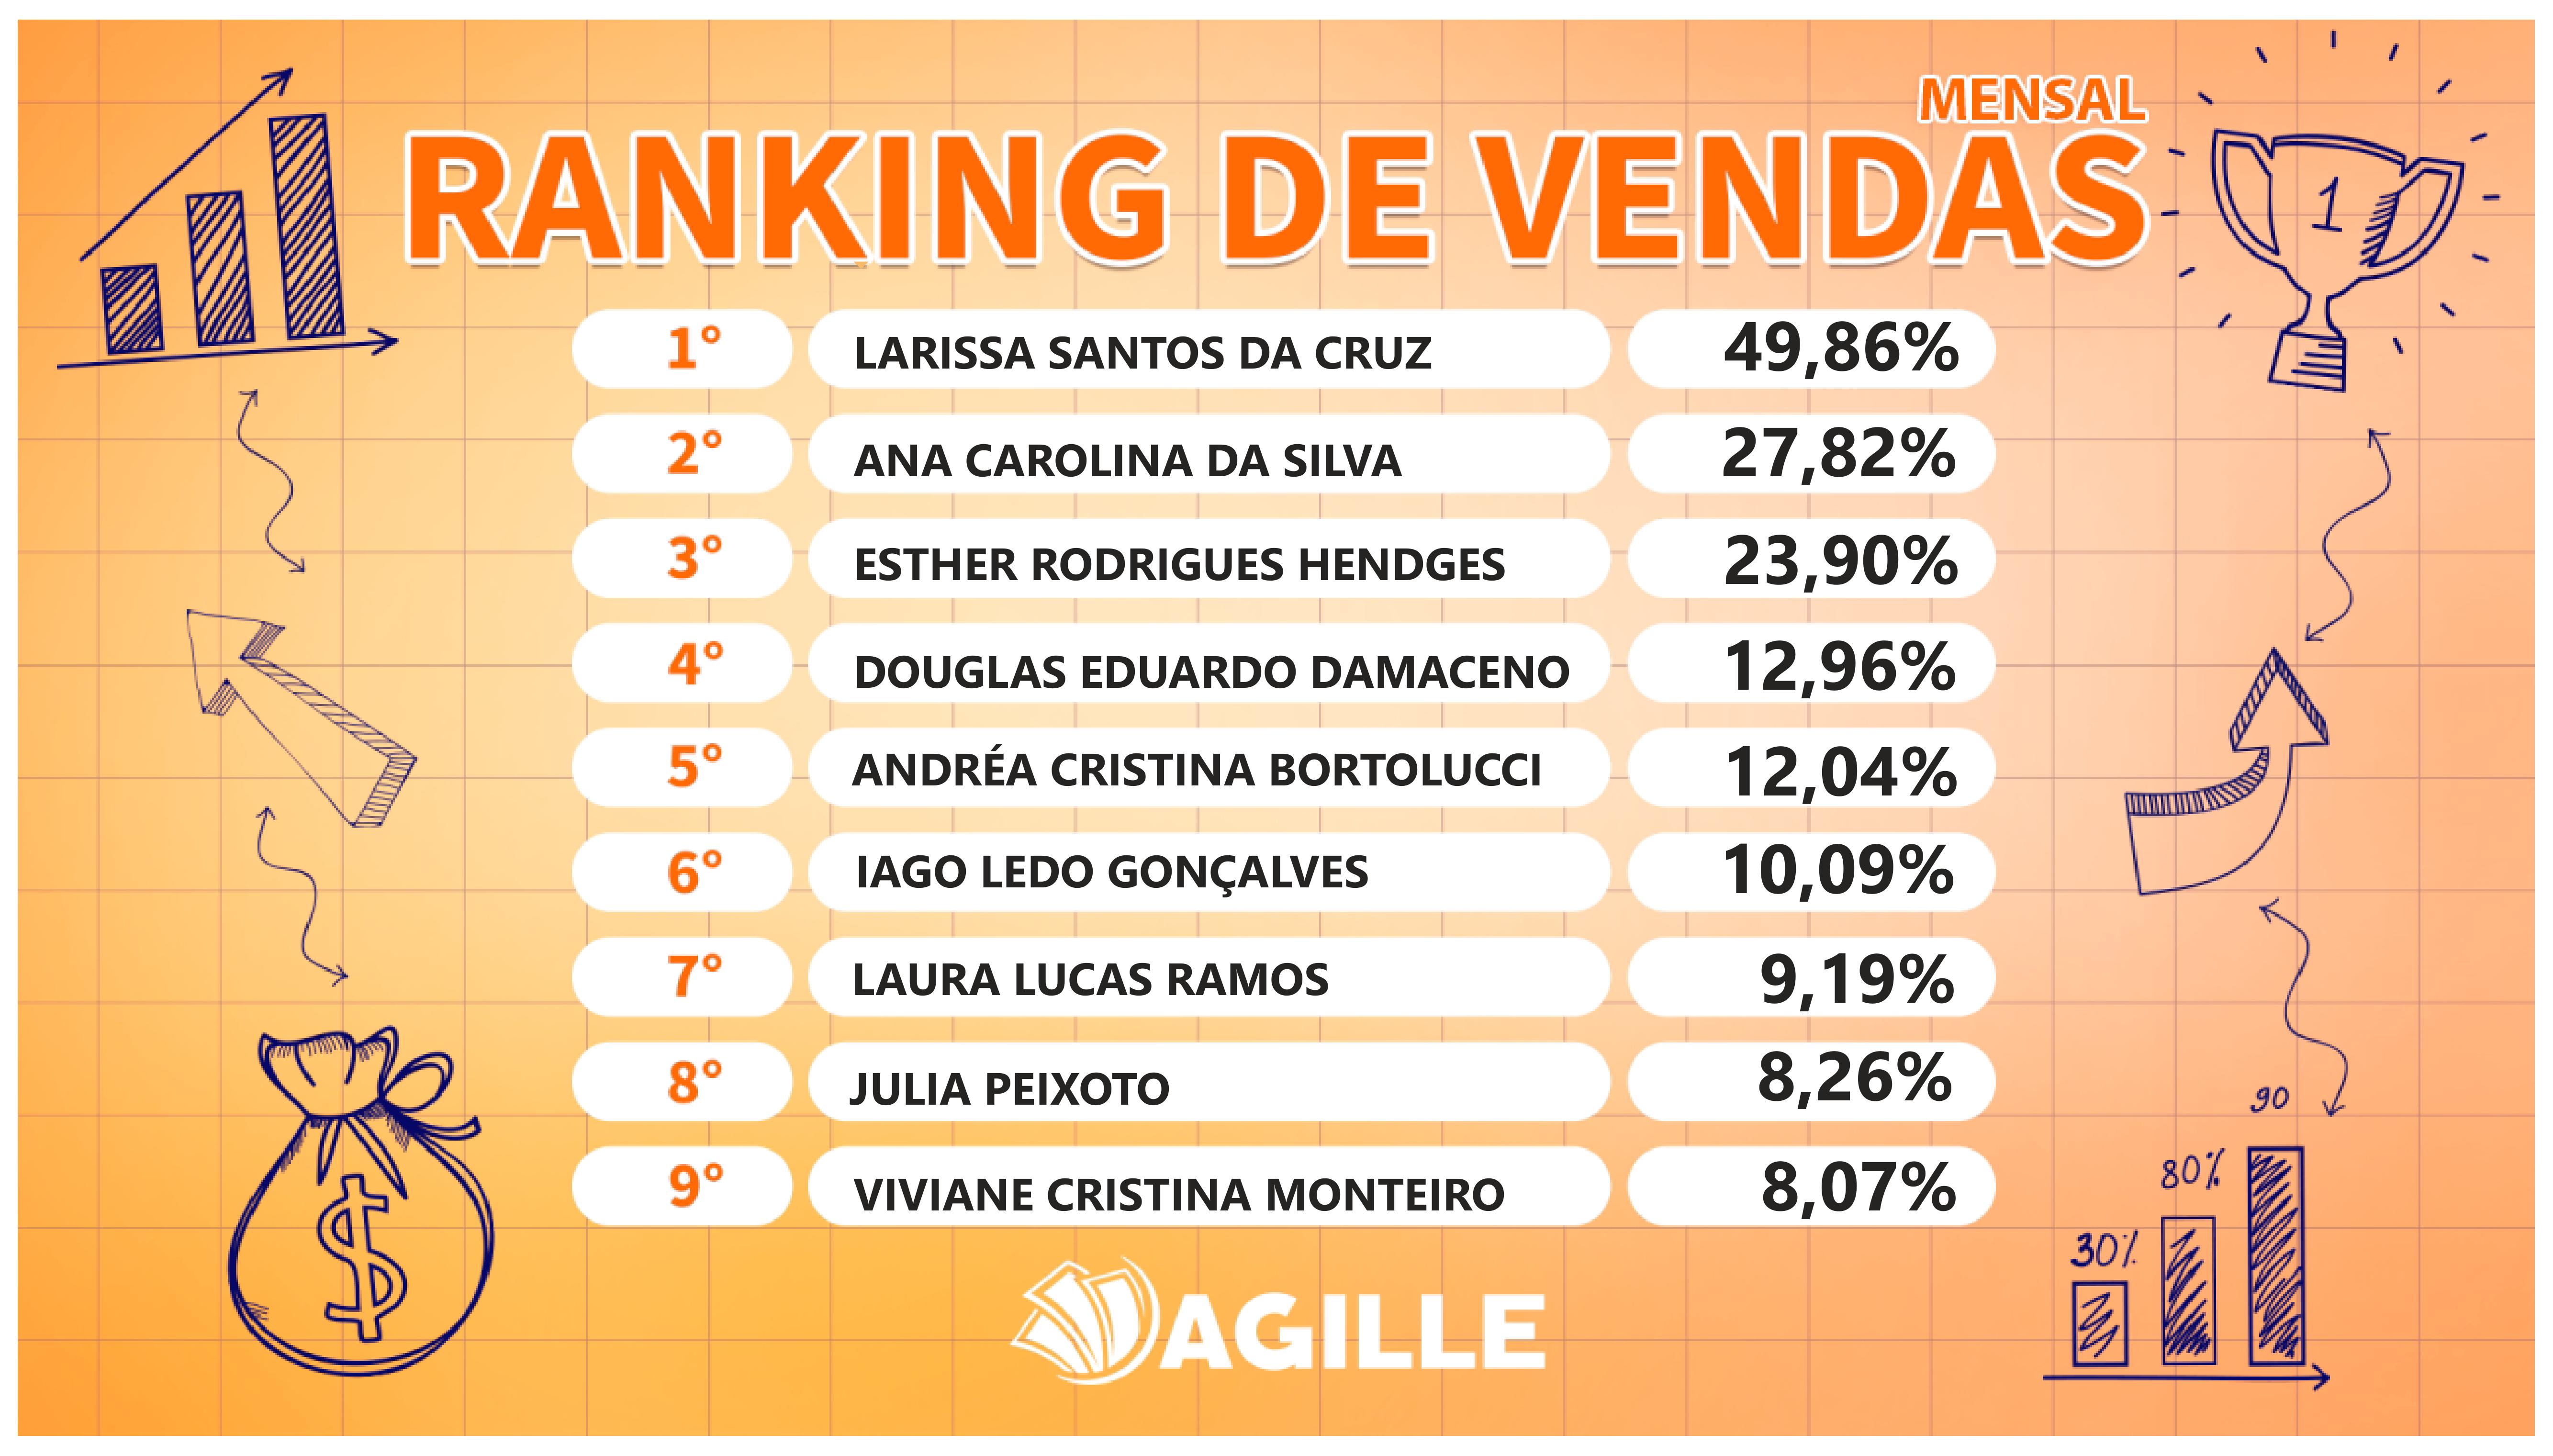 MENSAL
RANKING DE VENDAS
1
1° LARISSA SANTOS DA CRUZ 49,86%
2° ANA CAROLINA DA SILVA 27,82%
3° ESTHER RODRIGUES HENDGES 23,90%
4° DOUGLAS EDUARDO DAMACENO 12,96%
5° ANDRÉA CRISTINA BORTOLUCCI 12,04%
6° IAGO LEDO GONÇALVES 10,09%
7° LAURA LUCAS RAMOS 9,19%
8° JULIA PEIXOTO 8,26%
9° VIVIANE CRISTINA MONTEIRO 8,07%
90
80%
30%
$
AGILLE